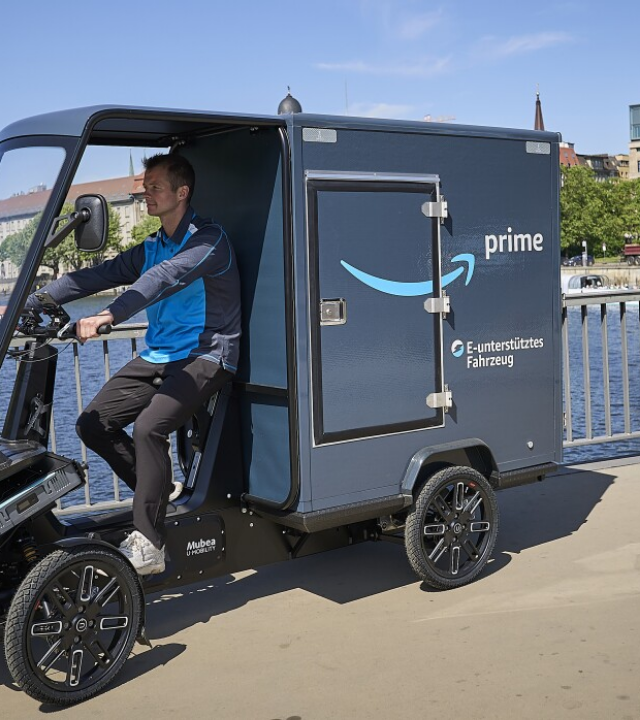 prime
E-unterstütztes
Fahrzeug
Mubea
U MOBILITY